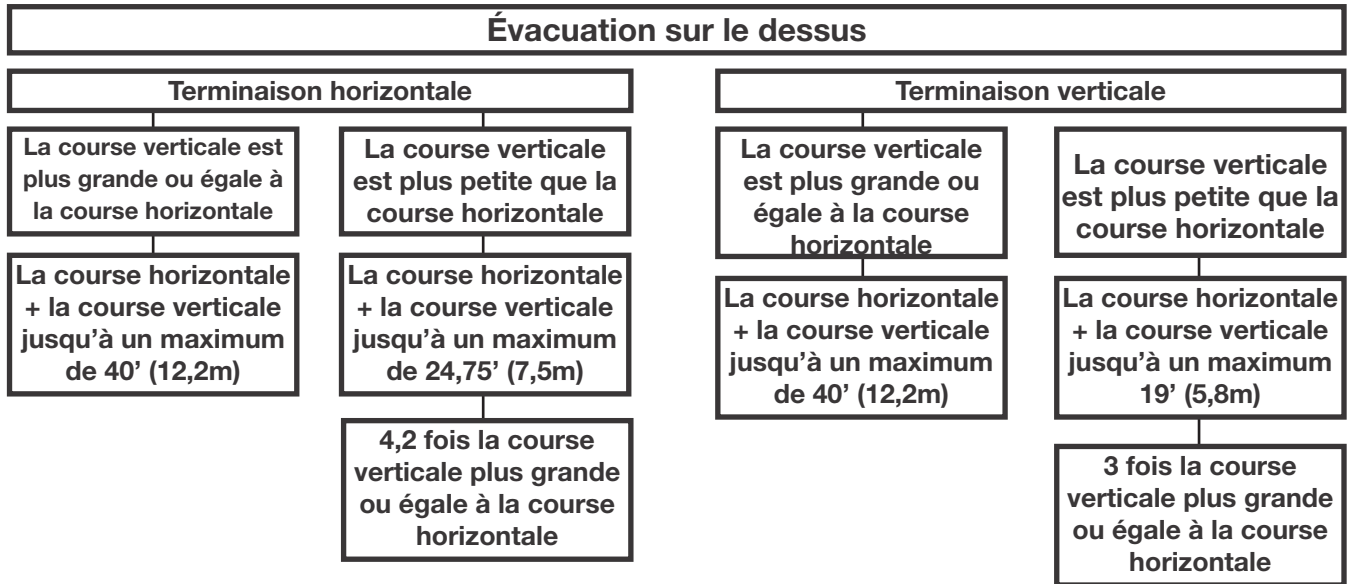 Évacuation sur le dessus
Terminaison horizontale
La course verticale est
plus grande ou égale à
la course horizontale
La course horizontale
+ la course verticale
jusqu'à un maximum
de 40’ (12,2m)
La course verticale
est plus petite que la
course horizontale
La course horizontale
+ la course verticale
jusqu'à un maximum
de 24,75’ (7,5m)
4,2 fois la course
verticale plus grande
ou égale à la course
horizontale
Terminaison verticale
La course verticale
est plus grande ou
égale à la course
horizontale
La course horizontale
+ la course verticale
jusqu'à un maximum
de 40’ (12,2m)
La course verticale
est plus petite que la
course horizontale
La course horizontale
+ la course verticale
jusqu'à un maximum
19’ (5,8m)
3 fois la course
verticale plus grande
ou égale à la course
horizontale